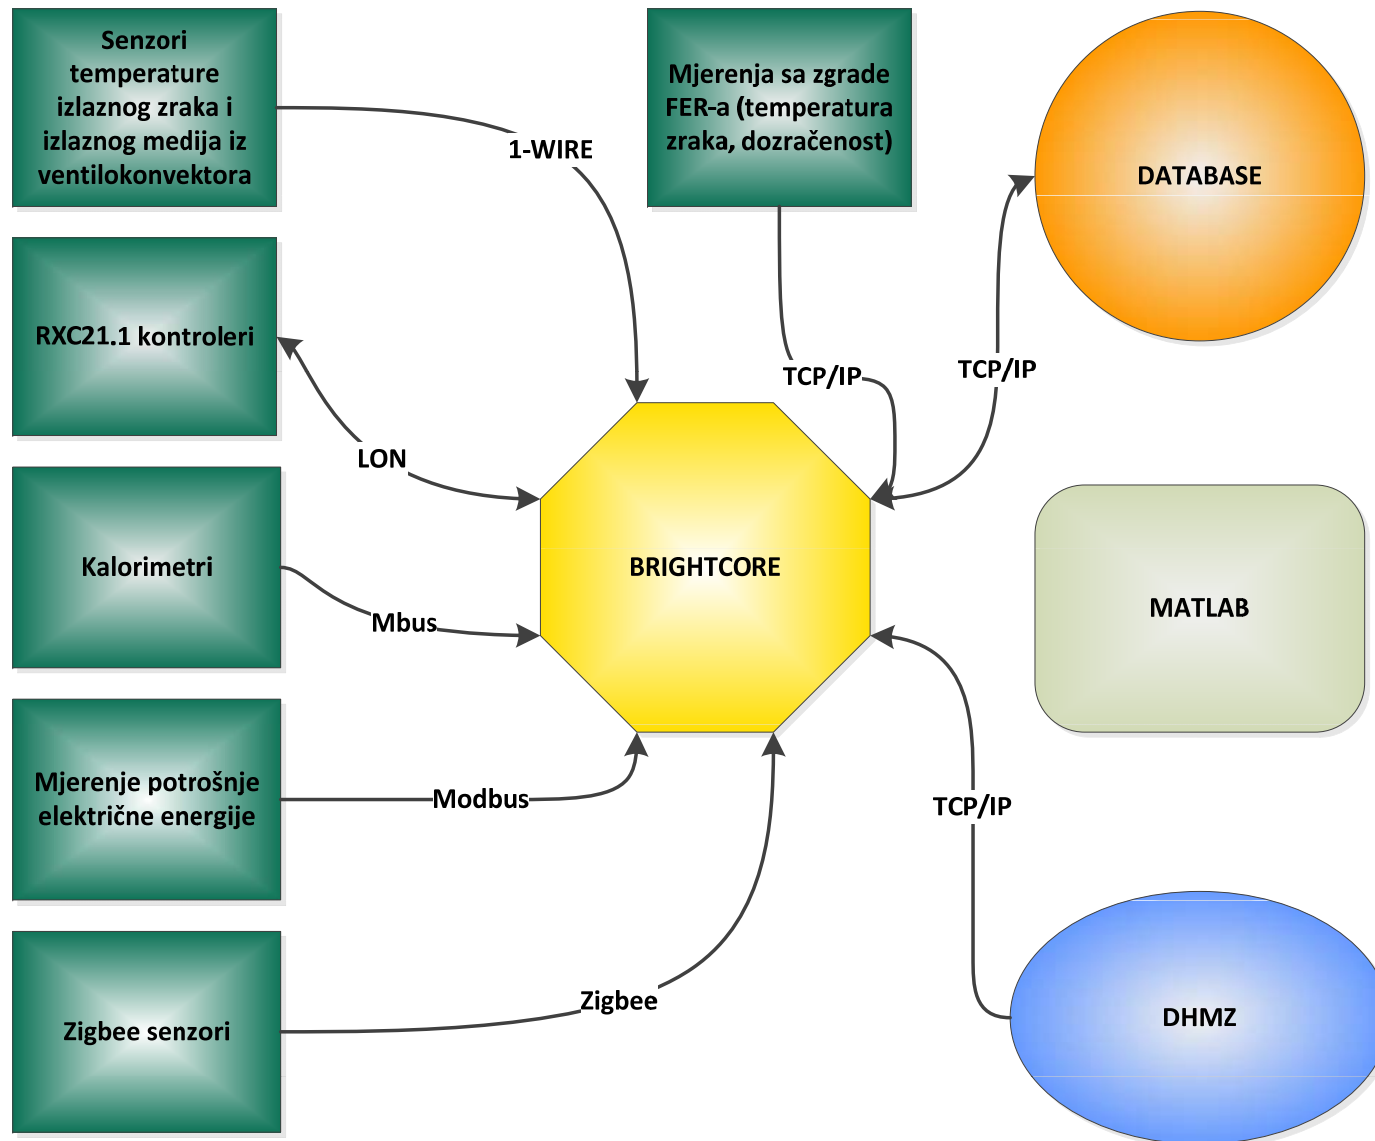 Senzori
temperature
izlaznog zraka i
izlaznog medija iz
ventilokonvektora
Mjerenja sa zgrade
FER-a (temperatura
zraka, dozračenost)
DATABASE
1-WIRE
RXC21.1 kontroleri
TCP/IP
TCP/IP
LON
Kalorimetri
BRIGHTCORE
MATLAB
Mbus
Mjerenje potrošnje
električne energije
Modbus
TCP/IP
Zigbee
Zigbee senzori
DHMZ